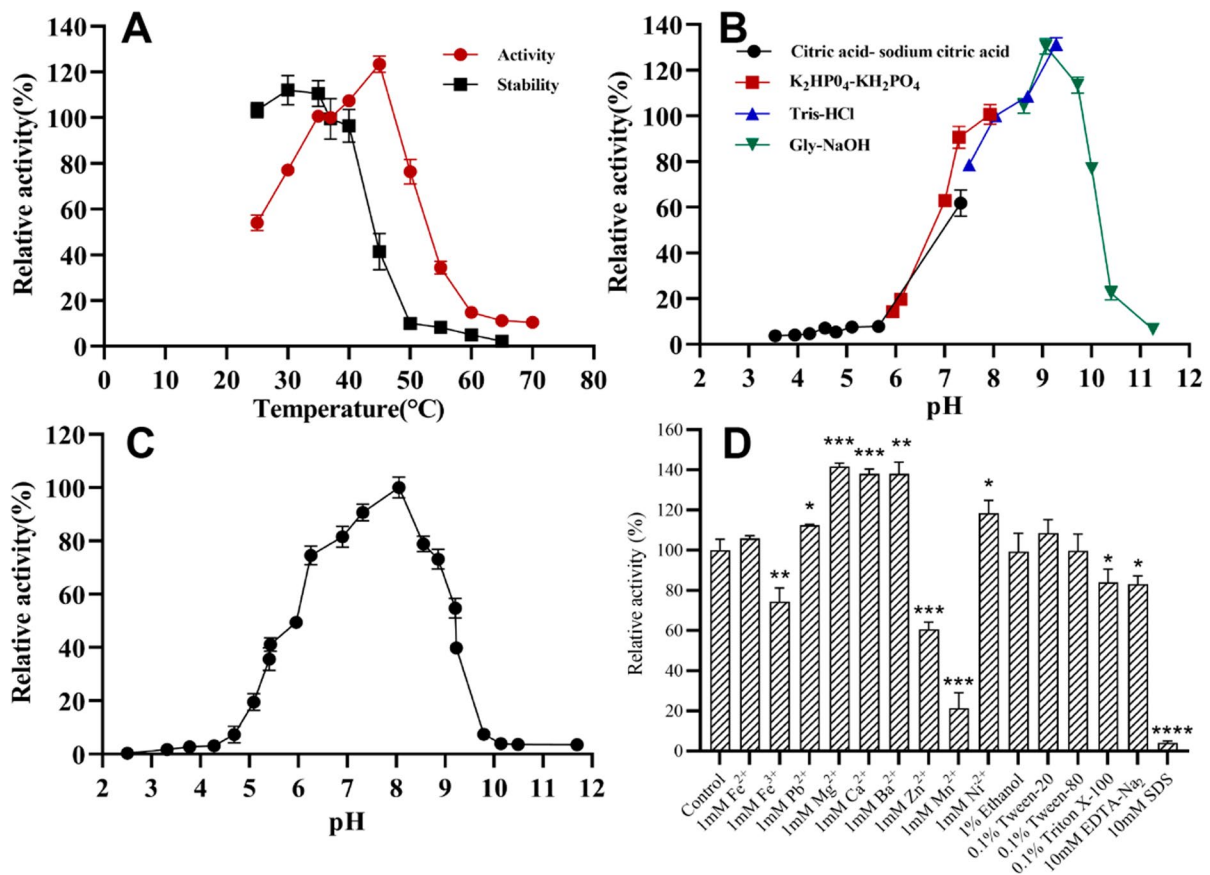 A
Relative activity(%)
140
120
100
80
60
40
20
0
Activity
Stability
0 10 20 30 40 50 60 70 80
Temperature(°C)
B
Relative activity(%)
140
120
100
80
60
40
20
0
Citric acid- sodium citric acid
K₂HP0₄-KH₂PO₄
Tris-HCl
Gly-NaOH
2 3 4 5 6 7 8 9 10 11 12
pH
C
Relative activity(%)
120
100
80
60
40
20
0
2 3 4 5 6 7 8 9 10 11 12
pH
D
Relative activity (%)
160
140
120
100
80
60
40
20
0
**
*
***
***
**
***
***
*
*
*
****
Control
1mM Fe²⁺
1mM Fe³⁺
1mM Pb²⁺
1mM Mg²⁺
1mM Ca²⁺
1mM Ba²⁺
1mM Zn²⁺
1mM Mn²⁺
1mM Ni²⁺
1% Ethanol
0.1% Tween-20
0.1% Tween-80
0.1% Triton X-100
10mM EDTA-Na₂
10mM SDS